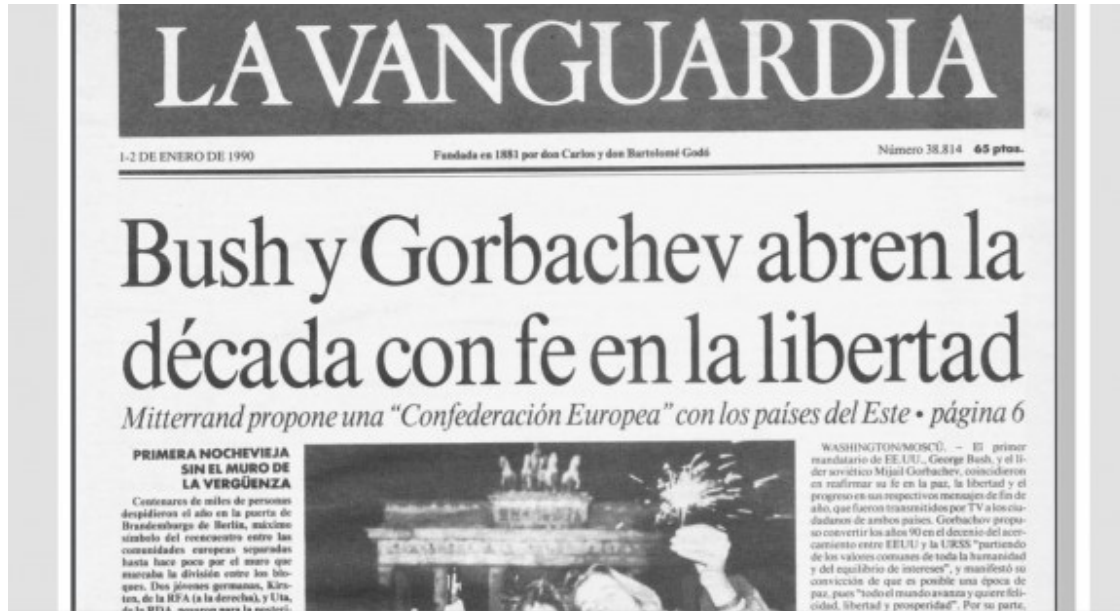 LA VANGUARDIA
1-2 DE ENERO DE 1990
Fundada en 1881 por don Carlos y don Bartolomé Godó
Número 38.814 65 ptas.
Bush y Gorbachev abren la
década con fe en la libertad
Mitterrand propone una “Confederación Europea” con los países del Este • página 6
PRIMERA NOCHEVIEJA
SIN EL MURO DE
LA VERGÜENZA
Centenares de miles de personas
despidieron el año en la puerta de
Brandemburgo de Berlín, máximo
símbolo del reencuentro entre las
comunidades europeas separadas
hasta hace poco por el muro que
marcaba la división entre los blo-
ques. Dos jóvenes germanas, Kirs-
ten, de la RFA (a la derecha), y Uta,
de la RDA, posaron para la posteri-
WASHINGTON/MOSCÚ. – El primer
mandatario de EE.UU., George Bush, y el lí-
der soviético Mijail Gorbachev, coincidieron
en reafirmar su fe en la paz, la libertad y el
progreso en sus respectivos mensajes de fin de
año, que fueron transmitidos por TV a los ciu-
dadanos de ambos países. Gorbachov propu-
so convertir los años 90 en el decenio del acer-
camiento entre EEUU y la URSS “partiendo
de los valores comunes de toda la humanidad
y del equilibrio de intereses”, y manifestó su
convicción de que es posible una época de
paz, pues “todo el mundo avanza y quiere feli-
cidad, libertad y prosperidad”. Por su parte,